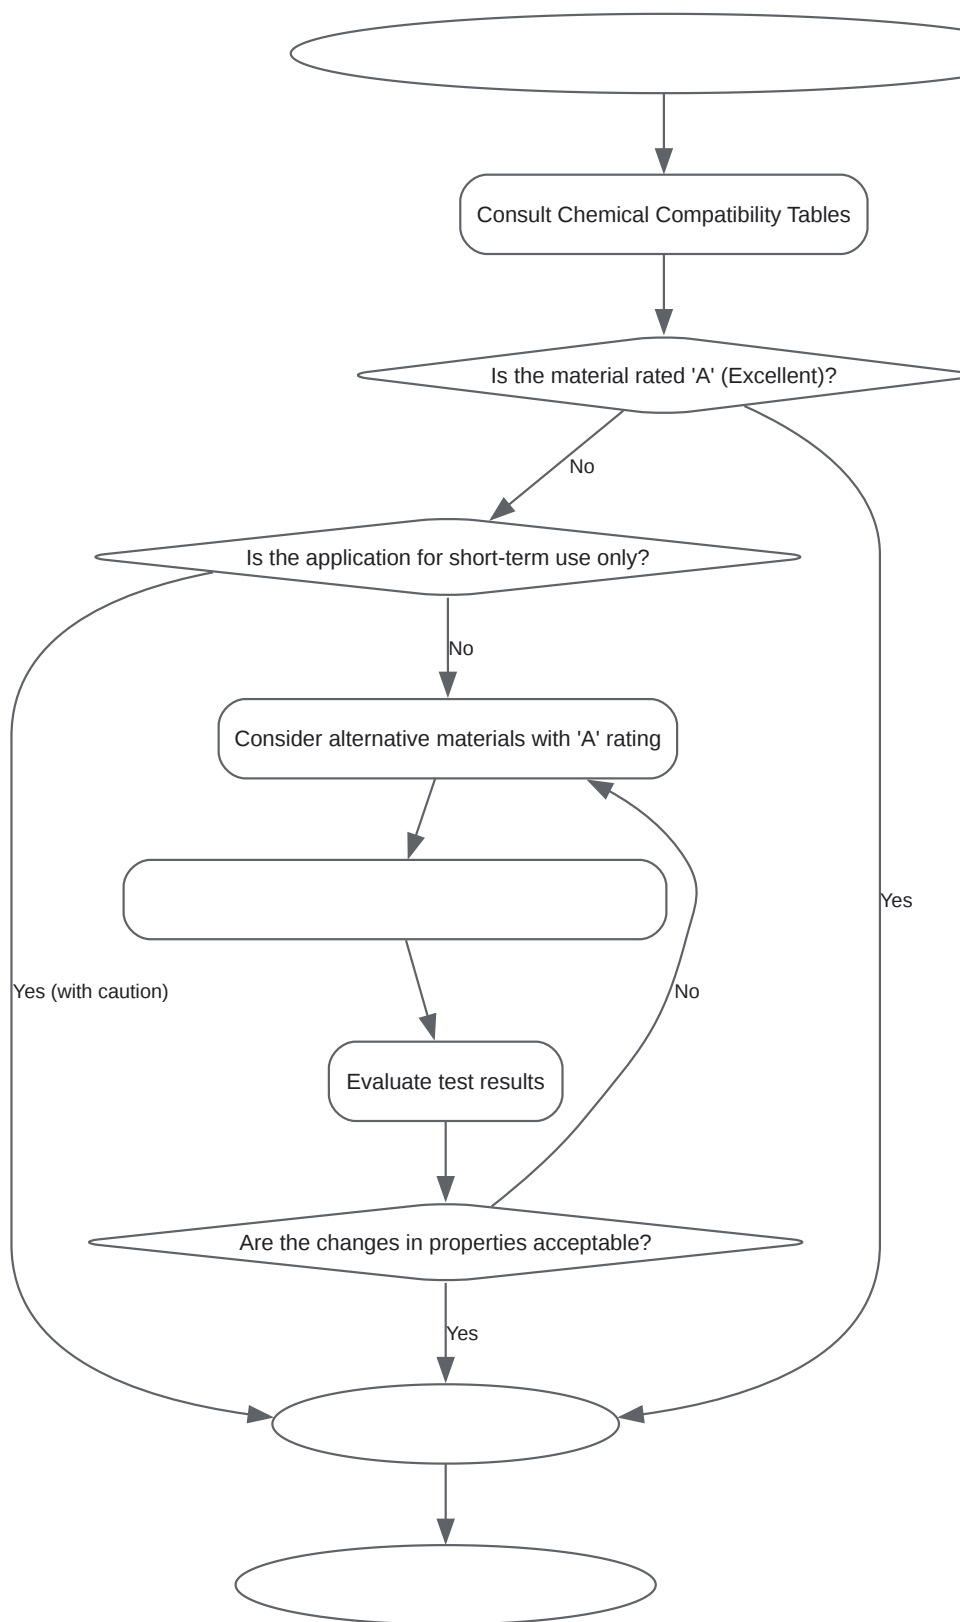 Consult Chemical Compatibility Tables
Is the material rated 'A' (Excellent)?
No
Is the application for short-term use only?
No
Consider alternative materials with 'A' rating
Yes
Yes (with caution)
No
Evaluate test results
Are the changes in properties acceptable?
Yes